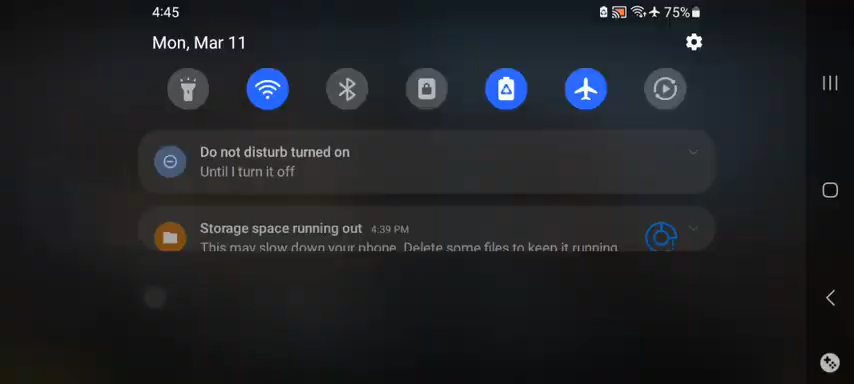 4:45
75%
Mon, Mar 11
Do not disturb turned on
Until I turn it off
Storage space running out 4:39 PM
This may slow down your phone. Delete some files to keep it running